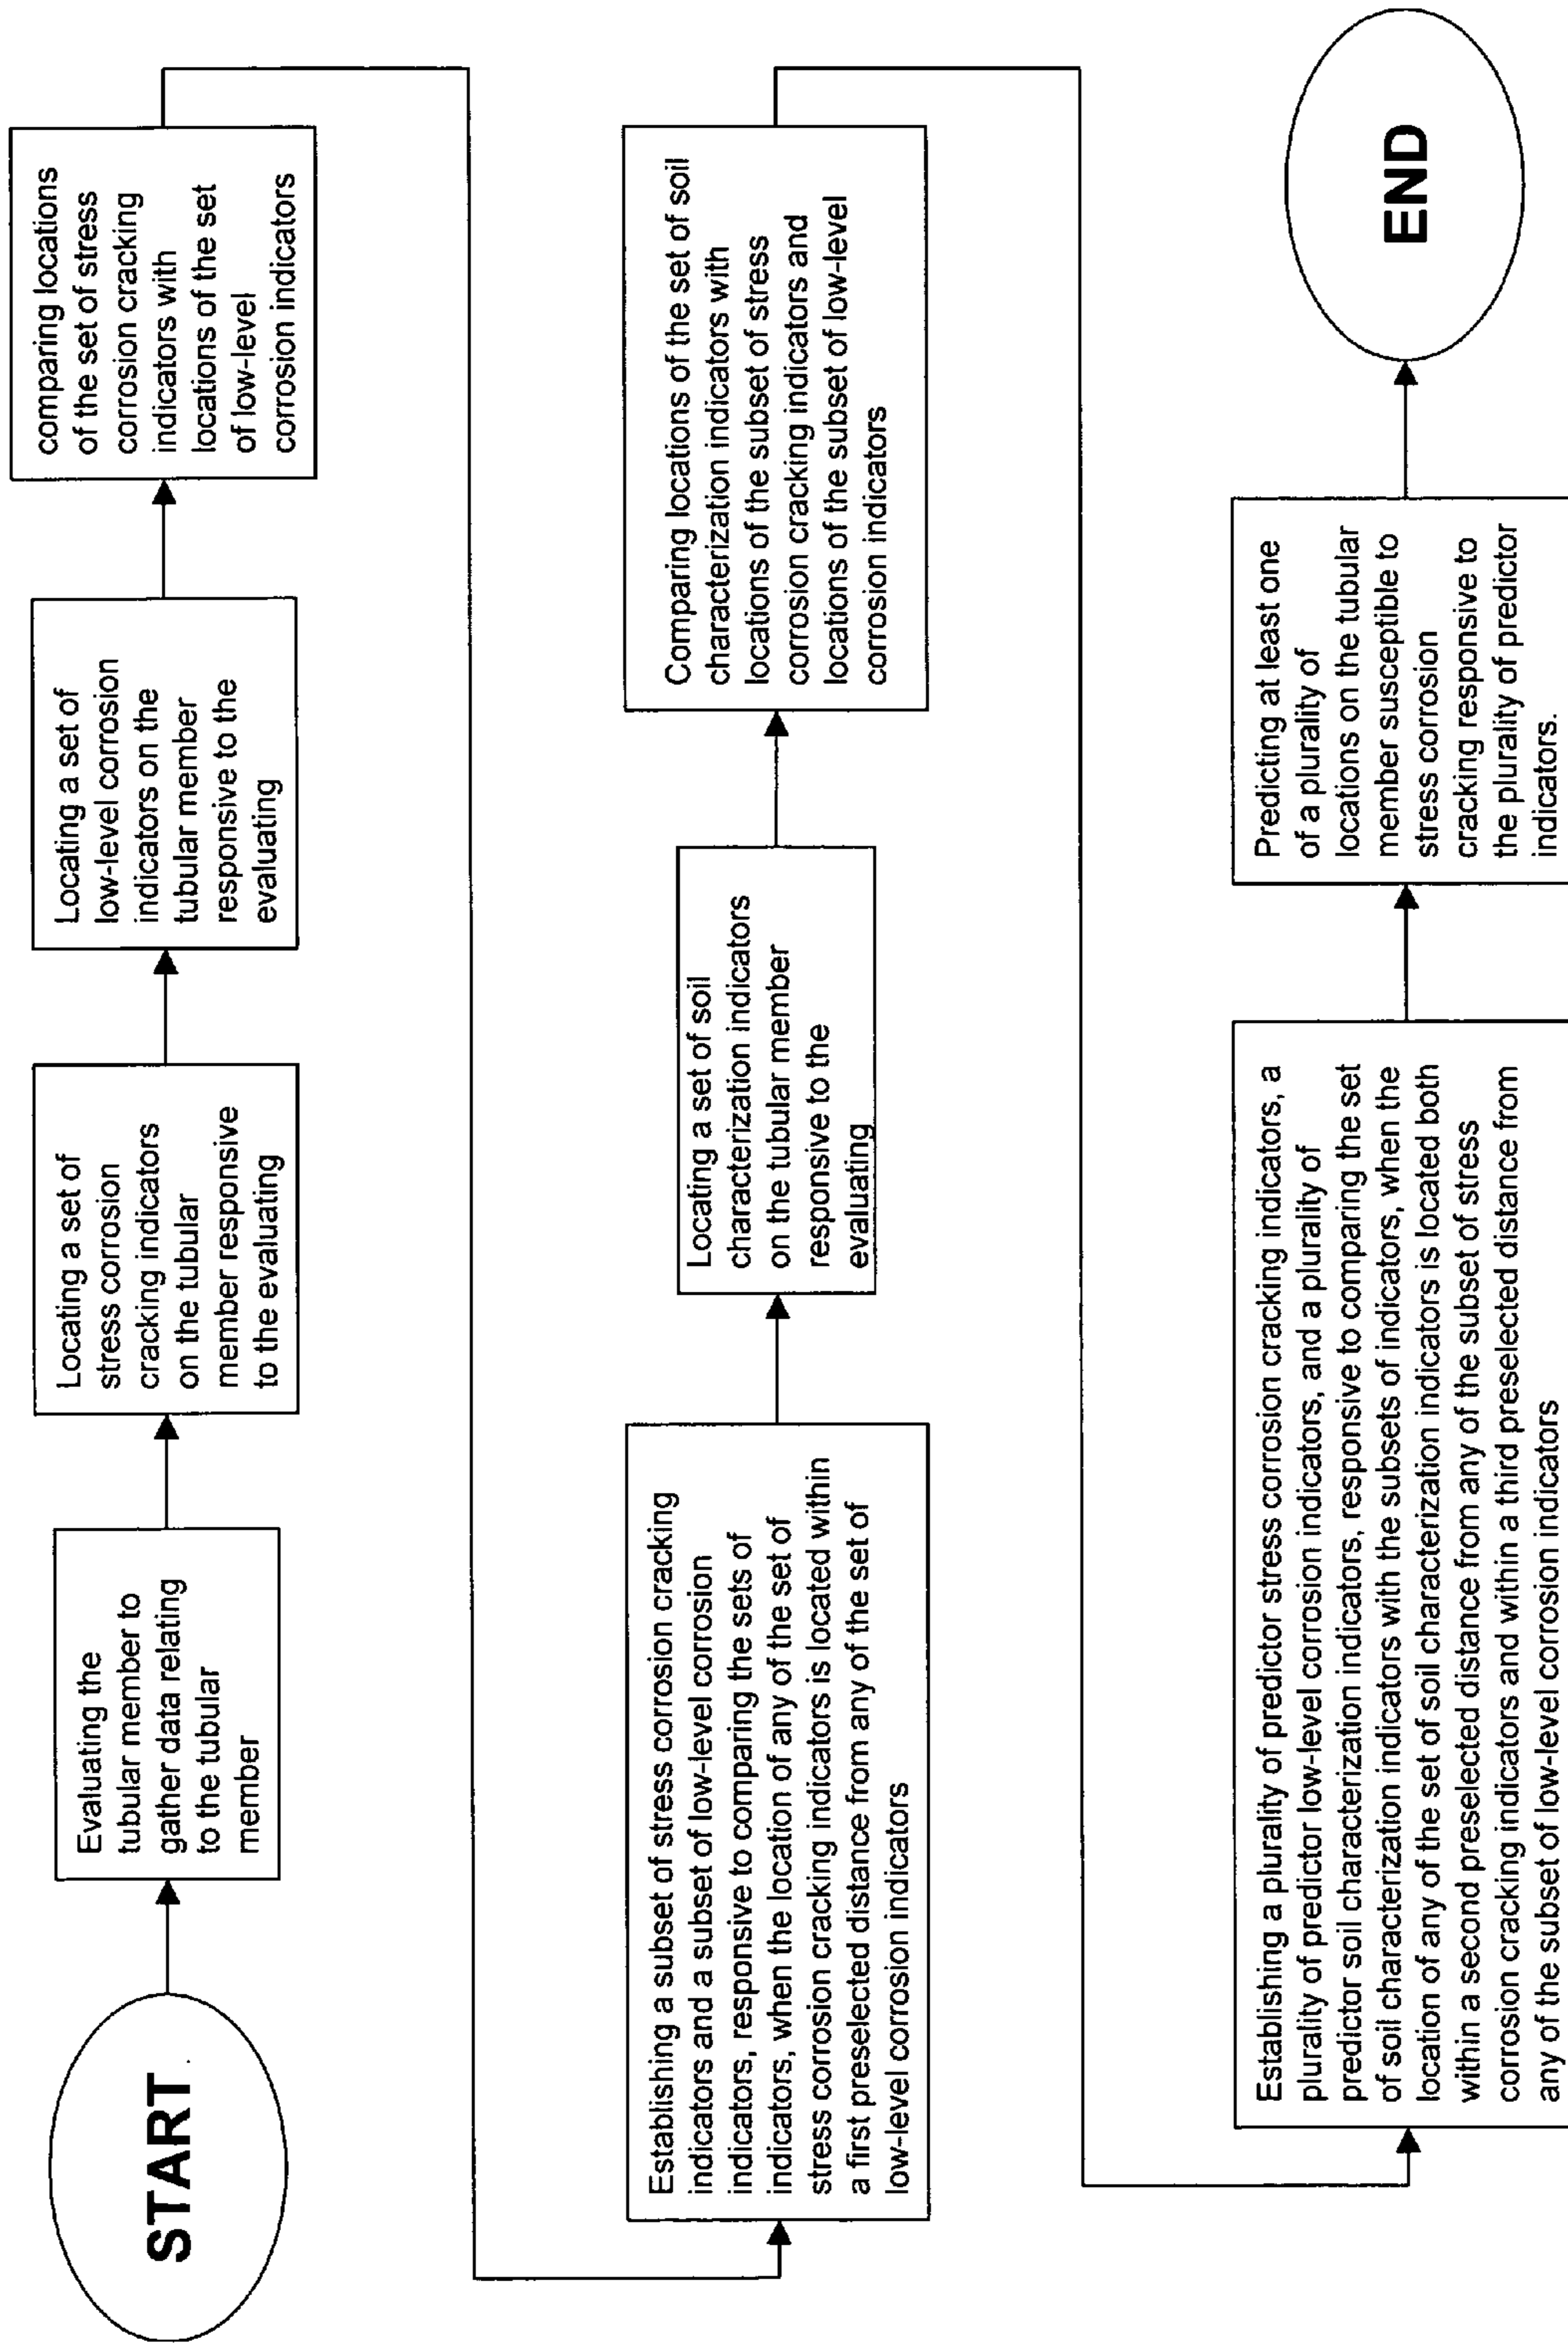 START
Evaluating the
tubular member to
gather data relating
to the tubular
member
Locating a set of
stress corrosion
cracking indicators
on the tubular
member responsive
to the evaluating
Locating a set of
low-level corrosion
indicators on the
tubular member
responsive to the
evaluating
comparing locations
of the set of stress
corrosion cracking
indicators with
locations of the set
of low-level
corrosion indicators
Establishing a subset of stress corrosion cracking
indicators and a subset of low-level corrosion
indicators, responsive to comparing the sets of
indicators, when the location of any of the set of
stress corrosion cracking indicators is located within
a first preselected distance from any of the set of
low-level corrosion indicators
Locating a set of soil
characterization indicators
on the tubular member
responsive to the
evaluating
Comparing locations of the set of soil
characterization indicators with
locations of the subset of stress
corrosion cracking indicators and
locations of the subset of low-level
corrosion indicators
Establishing a plurality of predictor stress corrosion cracking indicators, a
plurality of predictor low-level corrosion indicators, and a plurality of
predictor soil characterization indicators, responsive to comparing the set
of soil characterization indicators with the subsets of indicators, when the
location of any of the set of soil characterization indicators is located both
within a second preselected distance from any of the subset of stress
corrosion cracking indicators and within a third preselected distance from
any of the subset of low-level corrosion indicators
Predicting at least one
of a plurality of
locations on the tubular
member susceptible to
stress corrosion
cracking responsive to
the plurality of predictor
indicators.
END